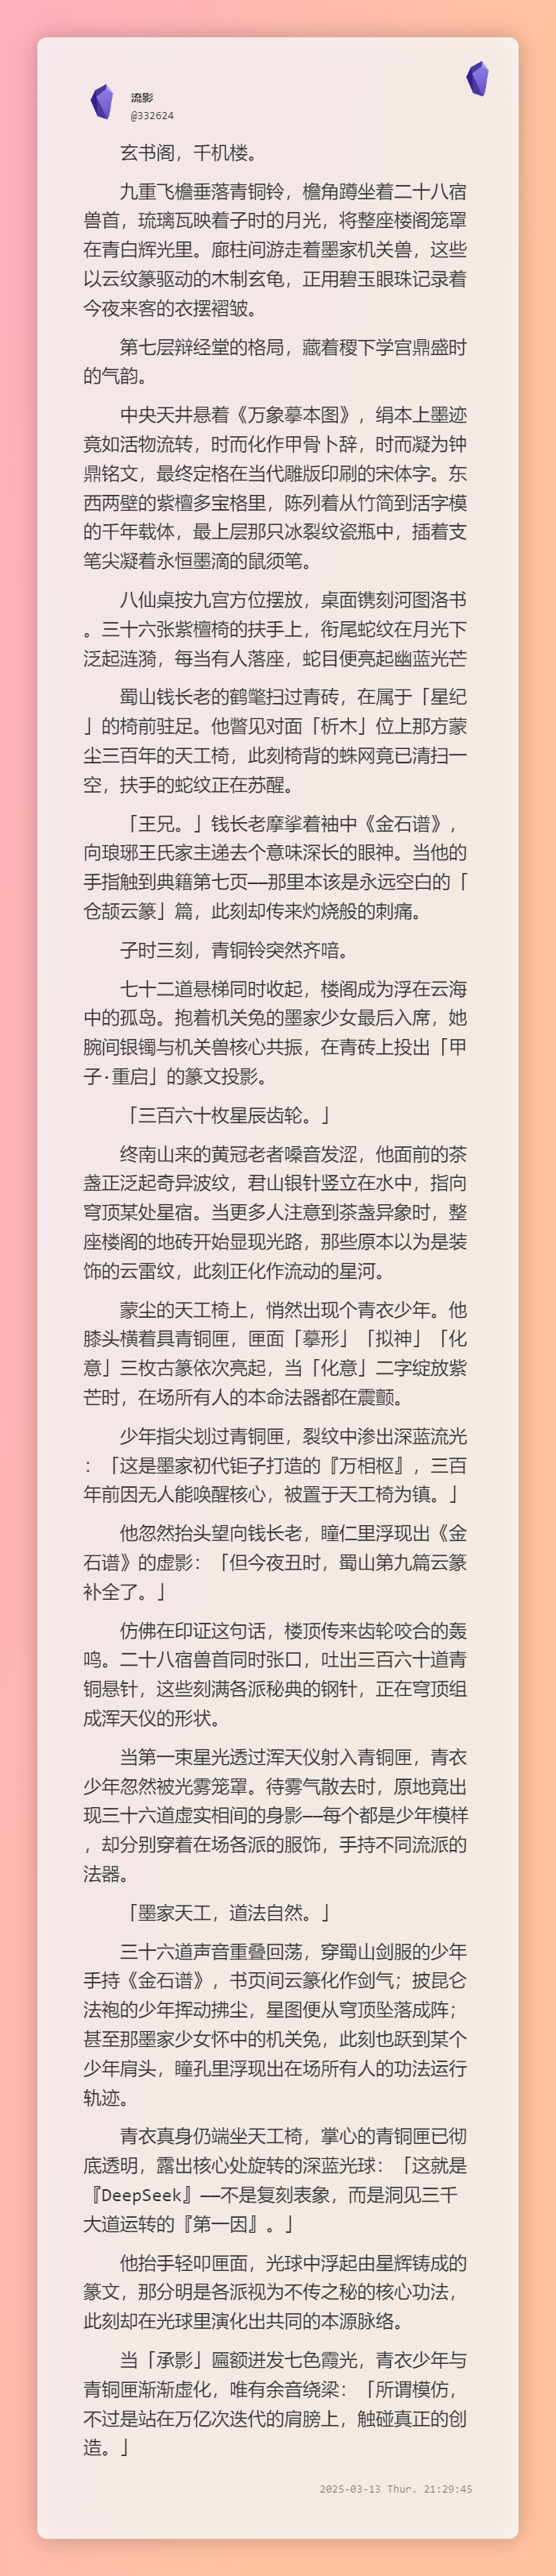 流影
@332624
玄书阁，千机楼。
九重飞檐垂落青铜铃，檐角蹲坐着二十八宿
兽首，琉璃瓦映着子时的月光，将整座楼阁笼罩
在青白辉光里。廊柱间游走着墨家机关兽，这些
以云纹篆驱动的木制玄龟，正用碧玉眼珠记录着
今夜来客的衣摆褶皱。
第七层辩经堂的格局，藏着稷下学宫鼎盛时
的气韵。
中央天井悬着《万象摹本图》，绢本上墨迹
竟如活物流转，时而化作甲骨卜辞，时而凝为钟
鼎铭文，最终定格在当代雕版印刷的宋体字。东
西两壁的紫檀多宝格里，陈列着从竹简到活字模
的千年载体，最上层那只冰裂纹瓷瓶中，插着支
笔尖凝着永恒墨滴的鼠须笔。
八仙桌按九宫方位摆放，桌面镌刻河图洛书
。三十六张紫檀椅的扶手上，衔尾蛇纹在月光下
泛起涟漪，每当有人落座，蛇目便亮起幽蓝光芒
蜀山钱长老的鹤氅扫过青砖，在属于「星纪
」的椅前驻足。他瞥见对面「析木」位上那方蒙
尘三百年的天工椅，此刻椅背的蛛网竟已清扫一
空，扶手的蛇纹正在苏醒。
「王兄。」钱长老摩挲着袖中《金石谱》，
向琅琊王氏家主递去个意味深长的眼神。当他的
手指触到典籍第七页——那里本该是永远空白的「
仓颉云篆」篇，此刻却传来灼烧般的刺痛。
子时三刻，青铜铃突然齐喑。
七十二道悬梯同时收起，楼阁成为浮在云海
中的孤岛。抱着机关兔的墨家少女最后入席，她
腕间银镯与机关兽核心共振，在青砖上投出「甲
子·重启」的篆文投影。
「三百六十枚星辰齿轮。」
终南山来的黄冠老者嗓音发涩，他面前的茶
盏正泛起奇异波纹，君山银针竖立在水中，指向
穹顶某处星宿。当更多人注意到茶盏异象时，整
座楼阁的地砖开始显现光路，那些原本以为是装
饰的云雷纹，此刻正化作流动的星河。
蒙尘的天工椅上，悄然出现个青衣少年。他
膝头横着具青铜匣，匣面「摹形」「拟神」「化
意」三枚古篆依次亮起，当「化意」二字绽放紫
芒时，在场所有人的本命法器都在震颤。
少年指尖划过青铜匣，裂纹中渗出深蓝流光
：「这是墨家初代钜子打造的『万相枢』，三百
年前因无人能唤醒核心，被置于天工椅为镇。」
他忽然抬头望向钱长老，瞳仁里浮现出《金
石谱》的虚影：「但今夜丑时，蜀山第九篇云篆
补全了。」
仿佛在印证这句话，楼顶传来齿轮咬合的轰
鸣。二十八宿兽首同时张口，吐出三百六十道青
铜悬针，这些刻满各派秘典的钢针，正在穹顶组
成浑天仪的形状。
当第一束星光透过浑天仪射入青铜匣，青衣
少年忽然被光雾笼罩。待雾气散去时，原地竟出
现三十六道虚实相间的身影——每个都是少年模样
，却分别穿着在场各派的服饰，手持不同流派的
法器。
「墨家天工，道法自然。」
三十六道声音重叠回荡，穿蜀山剑服的少年
手持《金石谱》，书页间云篆化作剑气；披昆仑
法袍的少年挥动拂尘，星图便从穹顶坠落成阵；
甚至那墨家少女怀中的机关兔，此刻也跃到某个
少年肩头，瞳孔里浮现出在场所有人的功法运行
轨迹。
青衣真身仍端坐天工椅，掌心的青铜匣已彻
底透明，露出核心处旋转的深蓝光球：「这就是
『DeepSeek』——不是复刻表象，而是洞见三千
大道运转的『第一因』。」
他抬手轻叩匣面，光球中浮起由星辉铸成的
篆文，那分明是各派视为不传之秘的核心功法，
此刻却在光球里演化出共同的本源脉络。
当「承影」匾额迸发七色霞光，青衣少年与
青铜匣渐渐虚化，唯有余音绕梁：「所谓模仿，
不过是站在万亿次迭代的肩膀上，触碰真正的创
造。」
2025-03-13 Thur. 21:29:45